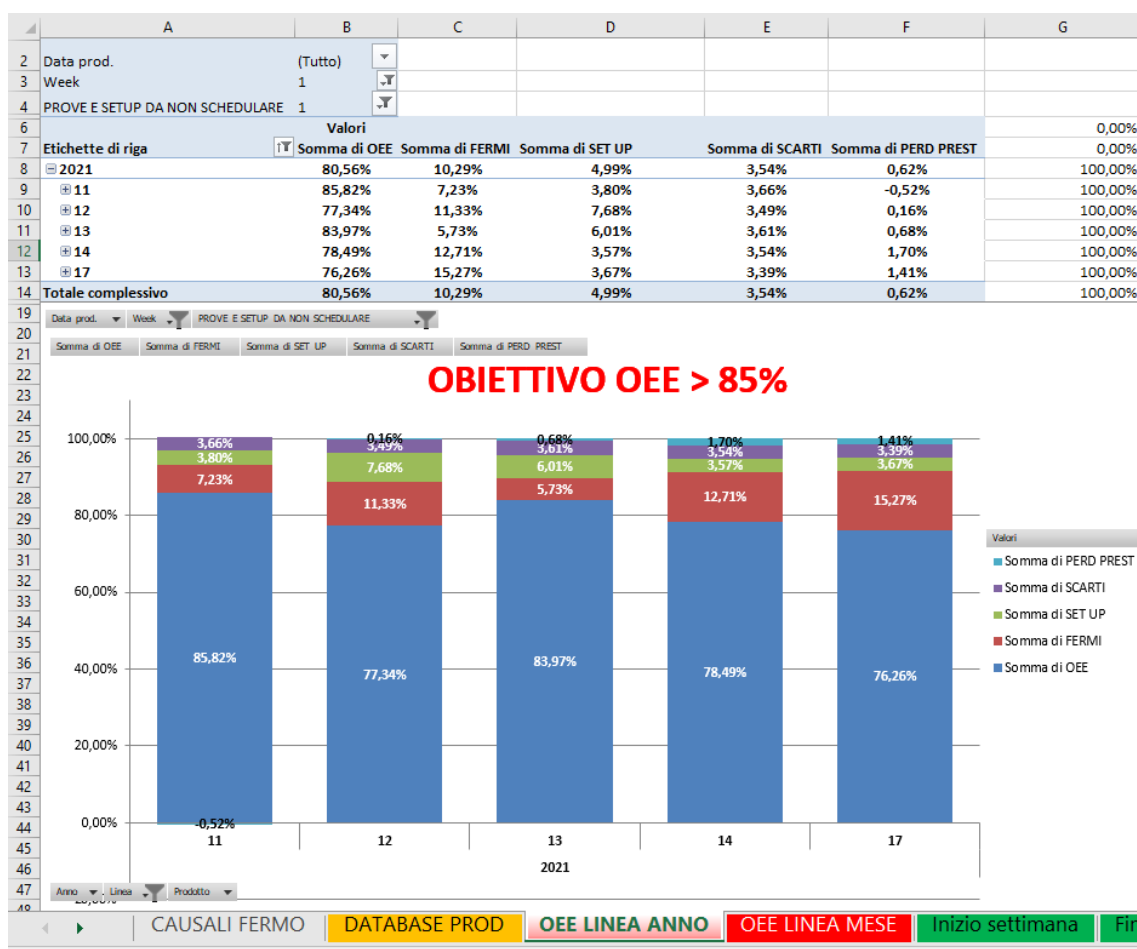 A B C D E F G
2 Data prod. (Tutto)
3 Week 1
4 PROVE E SETUP DA NON SCHEDULARE 1
6 Valori 0,00%
7 Etichette di riga Somma di OEE Somma di FERMI Somma di SET UP Somma di SCARTI Somma di PERD PREST 0,00%
8 2021 80,56% 10,29% 4,99% 3,54% 0,62% 100,00%
9 11 85,82% 7,23% 3,80% 3,66% -0,52% 100,00%
10 12 77,34% 11,33% 7,68% 3,49% 0,16% 100,00%
11 13 83,97% 5,73% 6,01% 3,61% 0,68% 100,00%
12 14 78,49% 12,71% 3,57% 3,54% 1,70% 100,00%
13 17 76,26% 15,27% 3,67% 3,39% 1,41% 100,00%
14 Totale complessivo 80,56% 10,29% 4,99% 3,54% 0,62% 100,00%
19 Data prod. Week PROVE E SETUP DA NON SCHEDULARE
20
21 Somma di OEE Somma di FERMI Somma di SET UP Somma di SCARTI Somma di PERD PREST
22 OBIETTIVO OEE > 85%
23
24
25 100,00% 0,16% 0,68% 1,70% 1,41%
3,66% 3,49% 3,61% 3,54% 3,39%
26 3,80% 7,68% 6,01% 3,57% 3,67%
27 7,23% 5,73%
28 11,33% 12,71% 15,27%
29 80,00%
30 Valori
31 Somma di PERD PREST
32 Somma di SCARTI
33 60,00% Somma di SET UP
34
35 Somma di FERMI
36 85,82% 77,34% 83,97% 78,49% 76,26% Somma di OEE
37 40,00%
38
39
40
41 20,00%
42
43
44 0,00% -0,52%
45 11 12 13 14 17
46 2021
47 Anno Linea Prodotto
48
CAUSALI FERMO DATABASE PROD OEE LINEA ANNO OEE LINEA MESE Inizio settimana